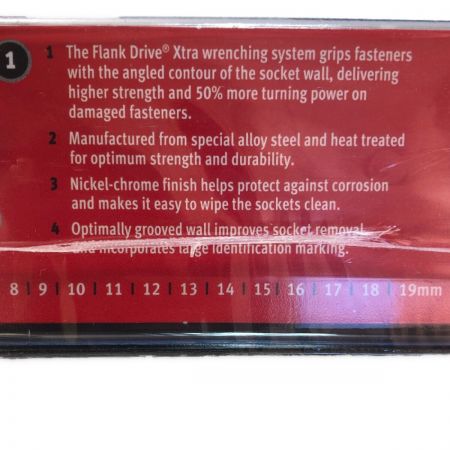 1
1 The Flank Drive® Xtra wrenching system grips fasteners
with the angled contour of the socket wall, delivering
higher strength and 50% more turning power on
damaged fasteners.
2 Manufactured from special alloy steel and heat treated
for optimum strength and durability.
3 Nickel-chrome finish helps protect against corrosion
and makes it easy to wipe the sockets clean.
4 Optimally grooved wall improves socket removal
and incorporates large identification marking.
8 | 9 | 10 | 11 | 12 | 13 | 14 | 15 | 16 | 17 | 18 | 19mm